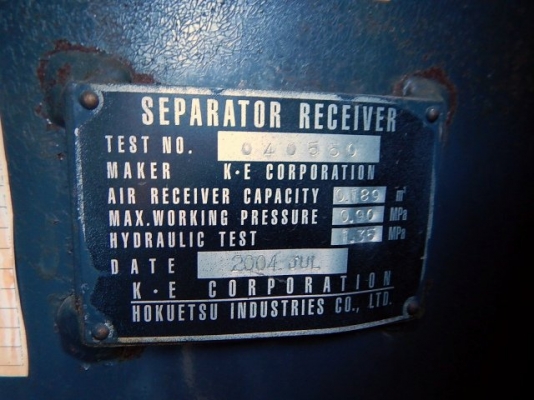 SEPARATOR RECEIVER
TEST NO. 040550
MAKER K·E CORPORATION
AIR RECEIVER CAPACITY 0.189 m³
MAX. WORKING PRESSURE 0.90 MPa
HYDRAULIC TEST 1.35 MPa
DATE 2004 JUL
K·E CORPORATION
HOKUETSU INDUSTRIES CO., LTD.